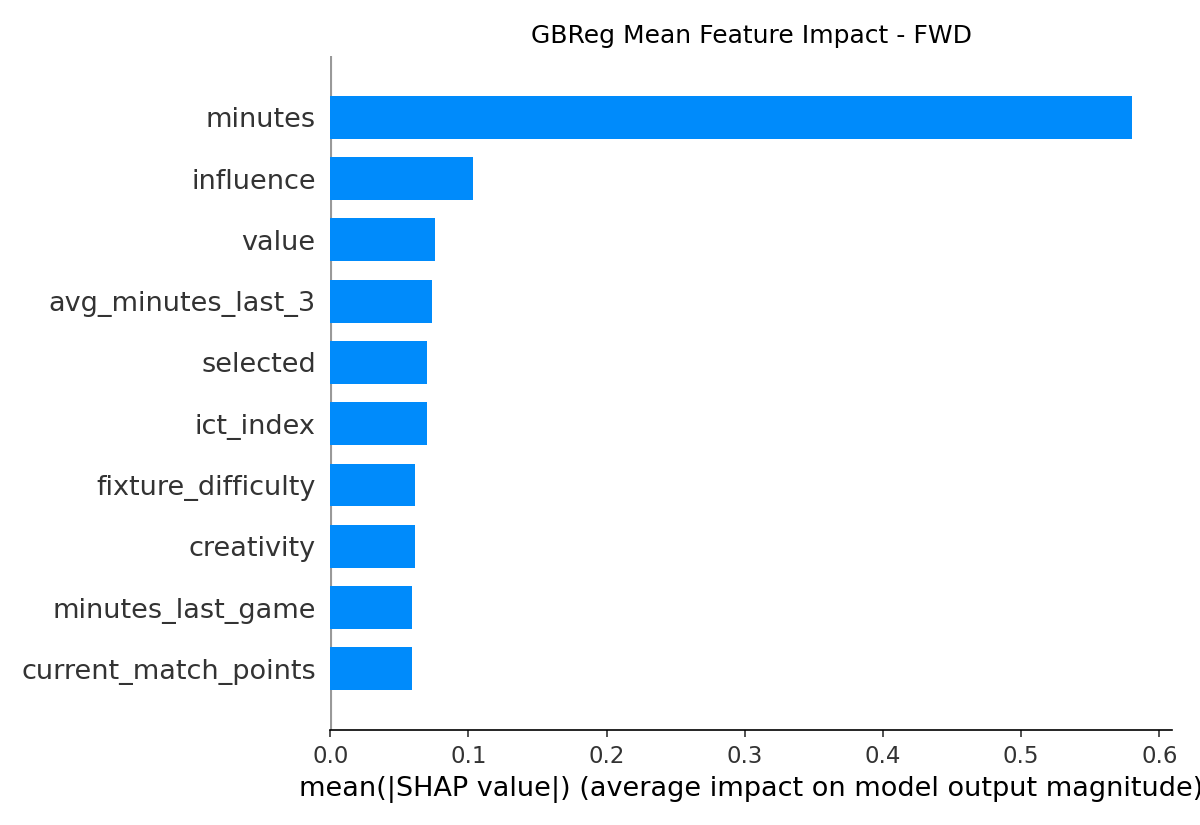 GBReg Mean Feature Impact - FWD
minutes
influence
value
avg_minutes_last_3
selected
ict_index
fixture_difficulty
creativity
minutes_last_game
current_match_points
0.0 0.1 0.2 0.3 0.4 0.5 0.6
mean(|SHAP value|) (average impact on model output magnitude)